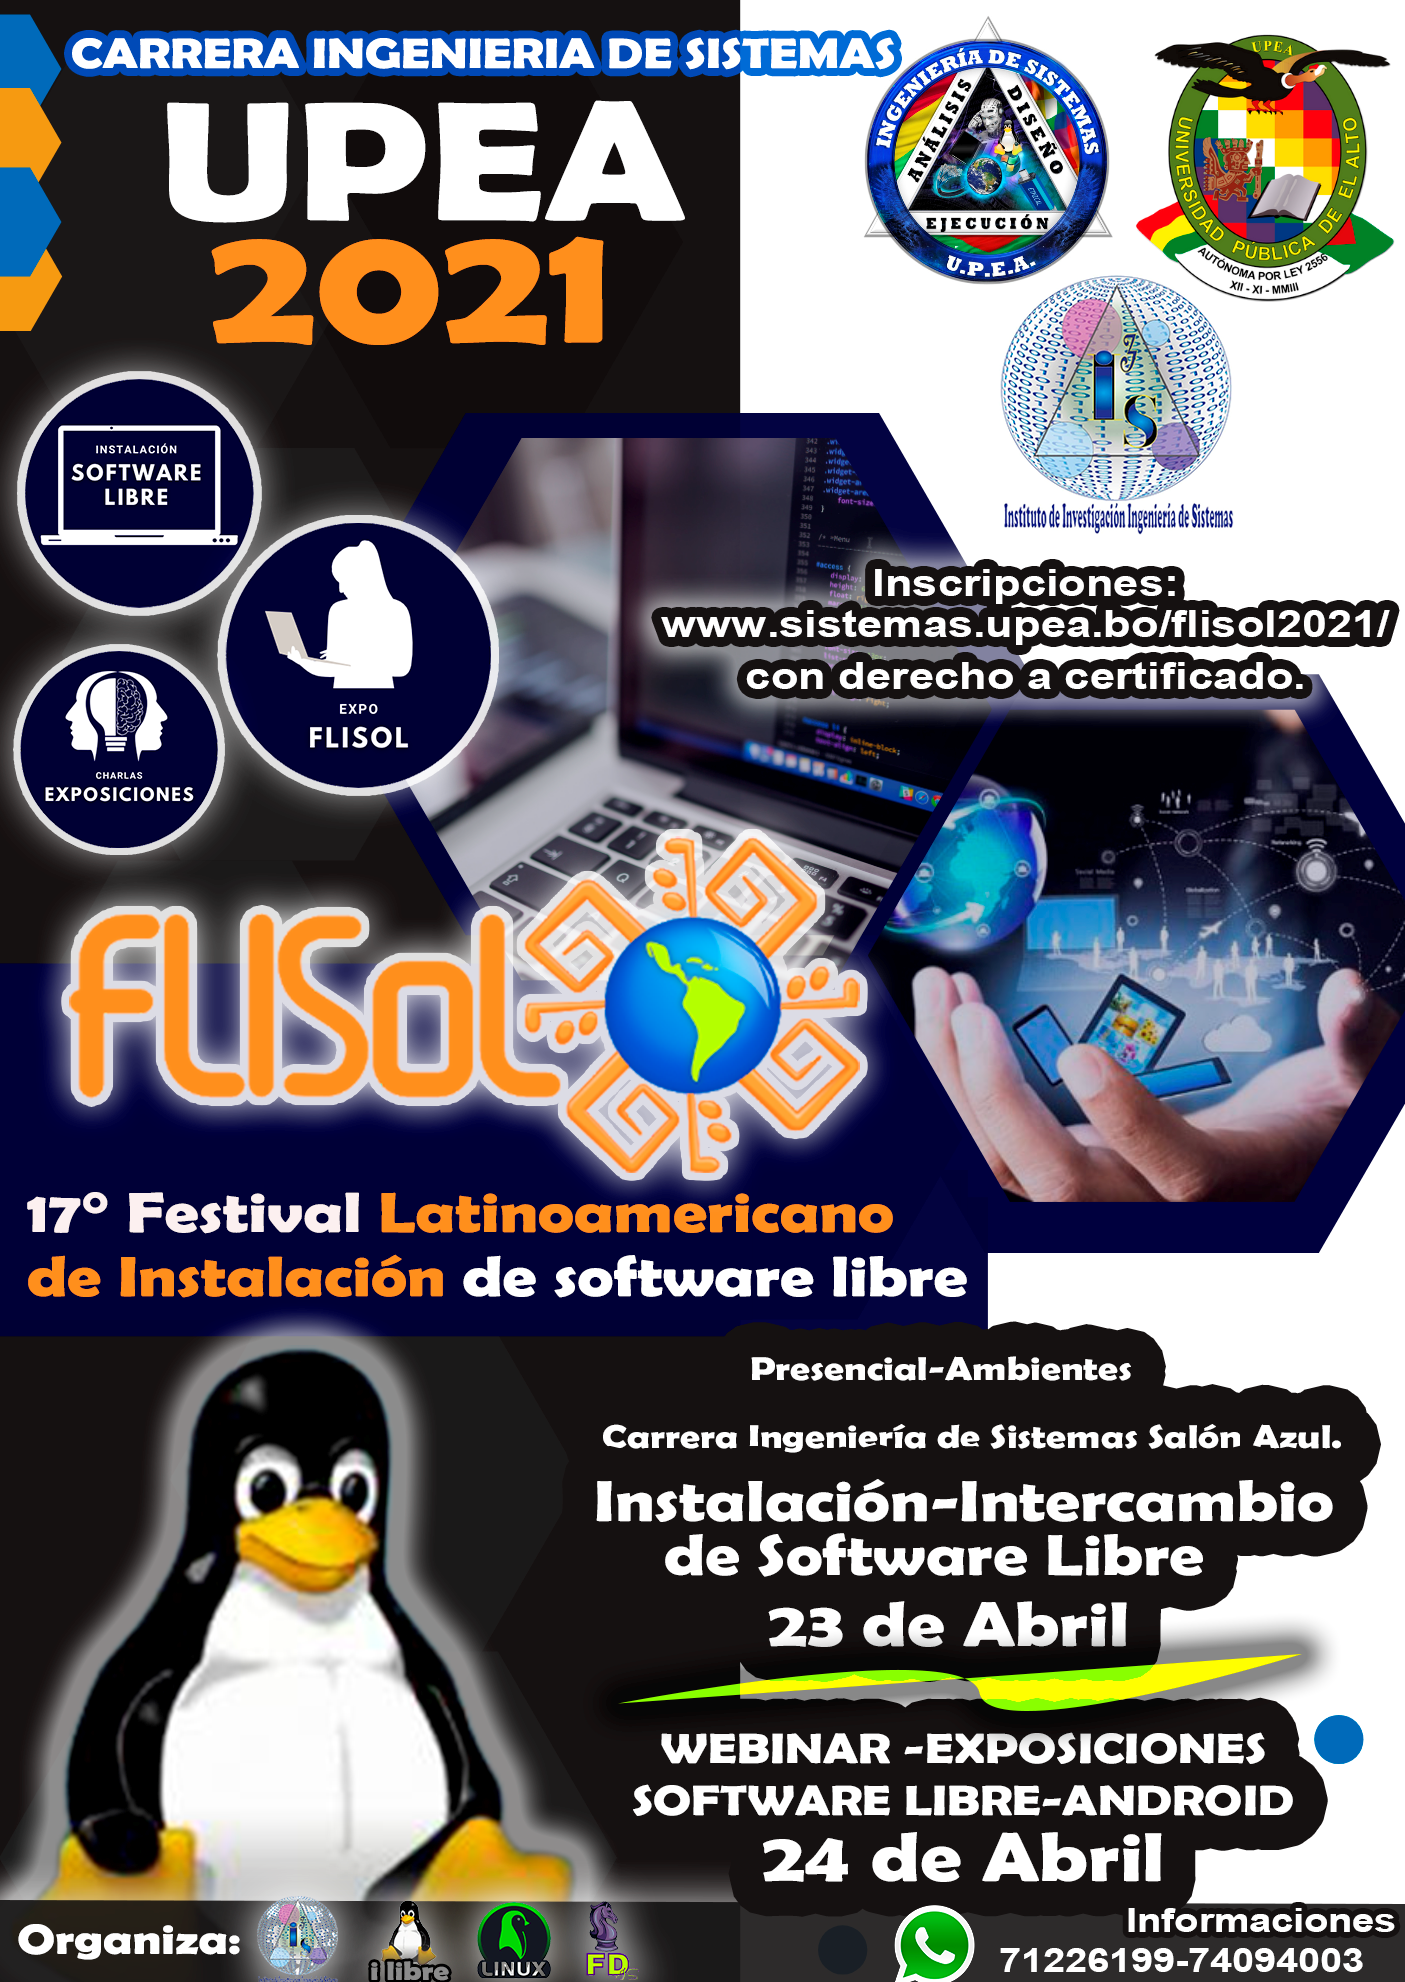 CARRERA INGENIERIA DE SISTEMAS
UPEA
2021
INGENIERÍA DE SISTEMAS
ANÁLISIS
DISEÑO
EJECUCIÓN
U.P.E.A.
UPEA
UNIVERSIDAD PÚBLICA DE EL ALTO
AUTÓNOMA POR LEY 2556
XII - XI - MMIII
Instituto de Investigación Ingeniería de Sistemas
INSTALACIÓN
SOFTWARE
LIBRE
EXPO
FLISOL
CHARLAS
EXPOSICIONES
Inscripciones:
www.sistemas.upea.bo/flisol2021/
con derecho a certificado.
FLISoL
17° Festival Latinoamericano
de Instalación de software libre
Presencial-Ambientes
Carrera Ingeniería de Sistemas Salón Azul.
Instalación-Intercambio
de Software Libre
23 de Abril
WEBINAR -EXPOSICIONES
SOFTWARE LIBRE-ANDROID
24 de Abril
Organiza:
i libre
LINUX
FD
Informaciones
71226199-74094003